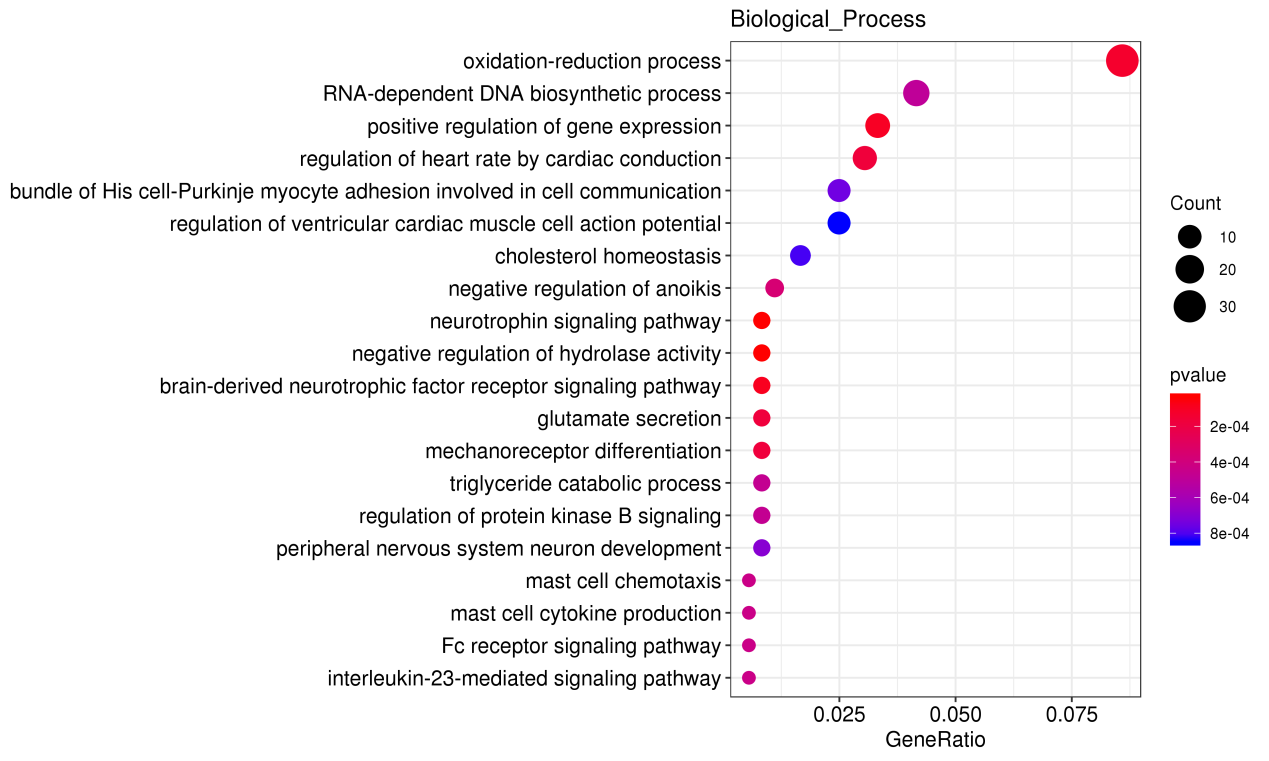 Biological_Process
oxidation-reduction process
RNA-dependent DNA biosynthetic process
positive regulation of gene expression
regulation of heart rate by cardiac conduction
bundle of His cell-Purkinje myocyte adhesion involved in cell communication
regulation of ventricular cardiac muscle cell action potential
cholesterol homeostasis
negative regulation of anoikis
neurotrophin signaling pathway
negative regulation of hydrolase activity
brain-derived neurotrophic factor receptor signaling pathway
glutamate secretion
mechanoreceptor differentiation
triglyceride catabolic process
regulation of protein kinase B signaling
peripheral nervous system neuron development
mast cell chemotaxis
mast cell cytokine production
Fc receptor signaling pathway
interleukin-23-mediated signaling pathway
0.025 0.050 0.075
GeneRatio
Count
10
20
30
pvalue
2e-04
4e-04
6e-04
8e-04